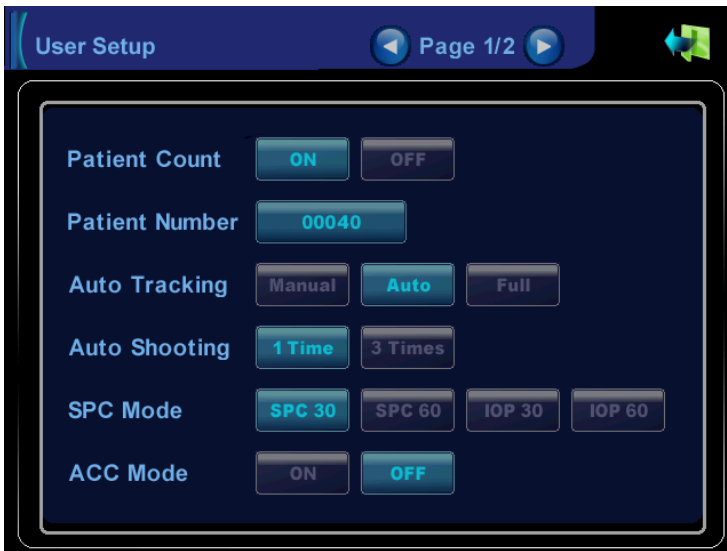 User Setup Page 1/2
Patient Count ON OFF
Patient Number 00040
Auto Tracking Manual Auto Full
Auto Shooting 1 Time 3 Times
SPC Mode SPC 30 SPC 60 IOP 30 IOP 60
ACC Mode ON OFF